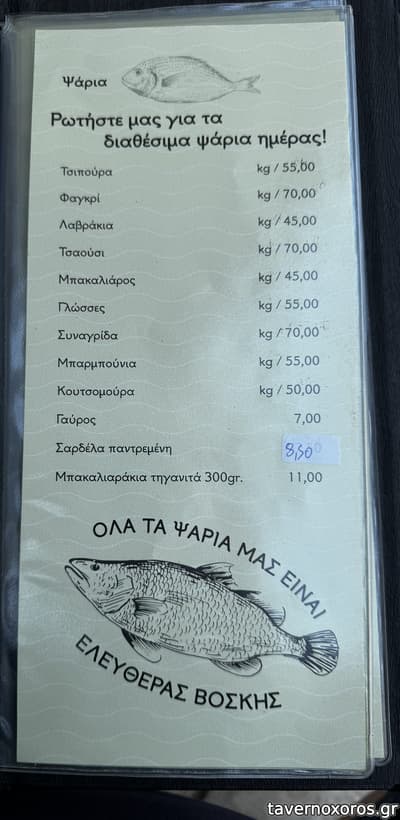 Ψάρια
Ρωτήστε μας για τα
διαθέσιμα ψάρια ημέρας!
Τσιπούρα kg / 55,00
Φαγκρί kg / 70,00
Λαβράκια kg / 45,00
Τσαούσι kg / 70,00
Μπακαλιάρος kg / 45,00
Γλώσσες kg / 55,00
Συναγρίδα kg / 70,00
Μπαρμπούνια kg / 55,00
Κουτσομούρα kg / 50,00
Γαύρος 7,00
Σαρδέλα παντρεμένη 8,50
Μπακαλιαράκια τηγανιτά 300gr. 11,00
ΟΛΑ ΤΑ ΨΑΡΙΑ ΜΑΣ ΕΙΝΑΙ
ΕΛΕΥΘΕΡΑΣ ΒΟΣΚΗΣ
tavernoxoros.gr